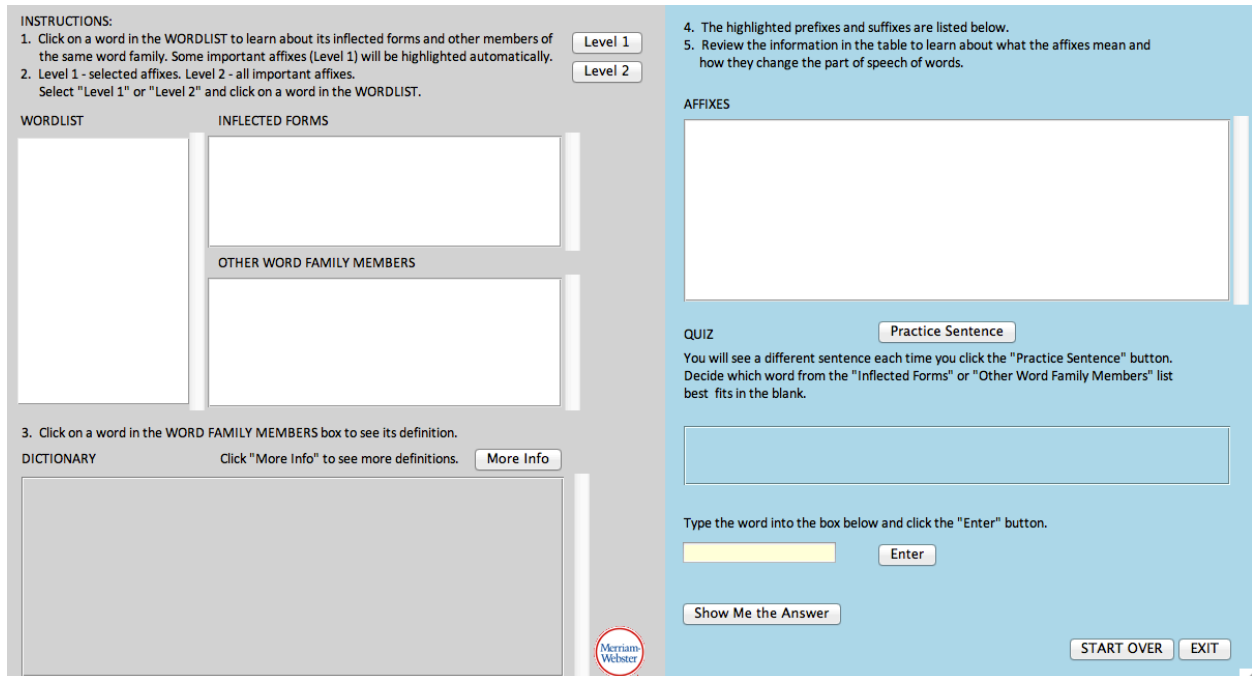 INSTRUCTIONS:
1. Click on a word in the WORDLIST to learn about its inflected forms and other members of
the same word family. Some important affixes (Level 1) will be highlighted automatically.
2. Level 1 - selected affixes. Level 2 - all important affixes.
Select "Level 1" or "Level 2" and click on a word in the WORDLIST.
Level 1
Level 2
WORDLIST
INFLECTED FORMS
OTHER WORD FAMILY MEMBERS
3. Click on a word in the WORD FAMILY MEMBERS box to see its definition.
DICTIONARY
Click "More Info" to see more definitions.
More Info
Merriam-
Webster
4. The highlighted prefixes and suffixes are listed below.
5. Review the information in the table to learn about what the affixes mean and
how they change the part of speech of words.
AFFIXES
QUIZ
Practice Sentence
You will see a different sentence each time you click the "Practice Sentence" button.
Decide which word from the "Inflected Forms" or "Other Word Family Members" list
best fits in the blank.
Type the word into the box below and click the "Enter" button.
Enter
Show Me the Answer
START OVER
EXIT